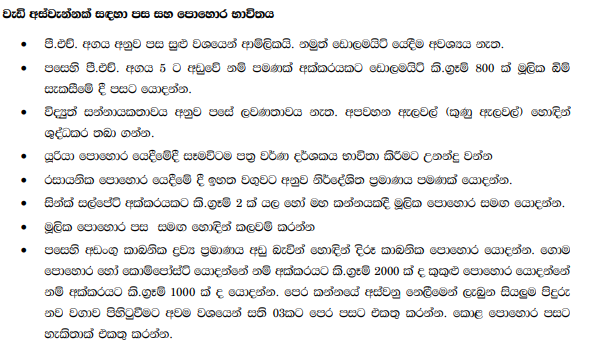 වැඩි අස්වැන්නක් සඳහා පස සහ පොහොර භාවිතය
• පී.එච්. අගය අනුව පස සුළු වශයෙන් ආම්ලිකයි. නමුත් ඩොලමයිට් යෙදීම අවශ්‍යය නැත.
• පසෙහි පී.එච්. අගය 5 ට අඩුවේ නම් පමණක් අක්කරයකට ඩොලමයිට් කි.ග්‍රෑම් 800 ක් මූලික බිම්
සැකසීමේ දී පසට යොදන්න.
• විද්‍යුත් සන්නායකතාවය අනුව පසේ ලවණතාවය නැත. අපවහන ඇලවල් (කුණු ඇලවල්) හොඳින්
ශුද්ධකර තබා ගන්න.
• යූරියා පොහොර යෙදීමේදී සෑමවිටම පත්‍ර වර්ණ දර්ශකය භාවිතා කිරීමට උනන්දු වන්න
• රසායනික පොහොර යෙදීමේ දී ඉහත වගුවට අනුව නිර්දේශිත ප්‍රමාණය පමණක් යොදන්න.
• සින්ක් සල්පේට් අක්කරයකට කි.ග්‍රෑම් 2 ක් යල හෝ මහ කන්නයකදී මූලික පොහොර සමඟ යොදන්න.
• මූලික පොහොර පස සමඟ හොඳින් කලවම් කරන්න
• පසෙහි අඩංගු කාබනික ද්‍රව්‍ය ප්‍රමාණය අඩු බැවින් හොඳින් දිරූ කාබනික පොහොර යොදන්න. ගොම
පොහොර හෝ කොම්පෝස්ට් යොදන්නේ නම් අක්කරයට කි.ග්‍රෑම් 2000 ක් ද කුකුළු පොහොර යොදන්නේ
නම් අක්කරයකට කි.ග්‍රෑම් 1000 ක් ද යොදන්න. පෙර කන්නයේ අස්වනු නෙලීමෙන් ලැබුන සියලුම පිදුරු
නව වගාව පිහිටුවීමට අවම වශයෙන් සති 03කට පෙර පසට එකතු කරන්න. කොළ පොහොර පසට
හැකිතාක් එකතු කරන්න.